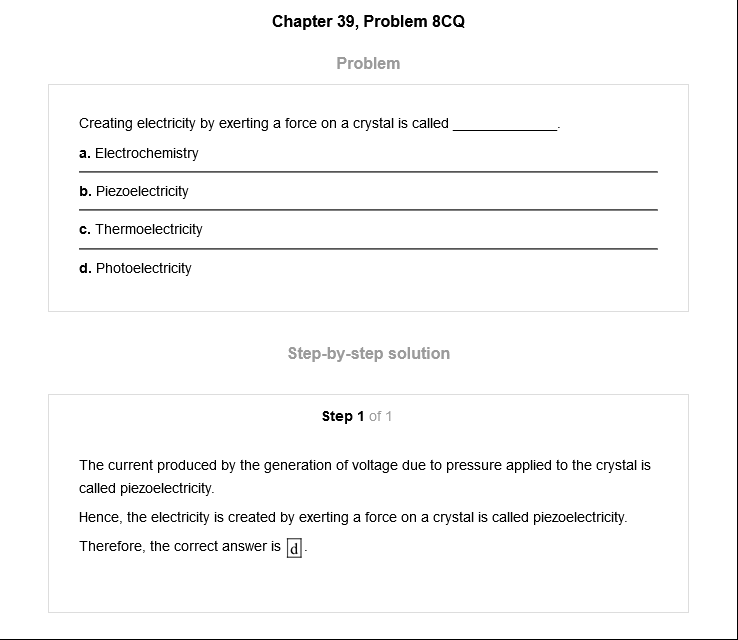 Chapter 39, Problem 8CQ
Problem
Creating electricity by exerting a force on a crystal is called ______________.
a. Electrochemistry
b. Piezoelectricity
c. Thermoelectricity
d. Photoelectricity
Step-by-step solution
Step 1 of 1
The current produced by the generation of voltage due to pressure applied to the crystal is
called piezoelectricity.
Hence, the electricity is created by exerting a force on a crystal is called piezoelectricity.
Therefore, the correct answer is d.